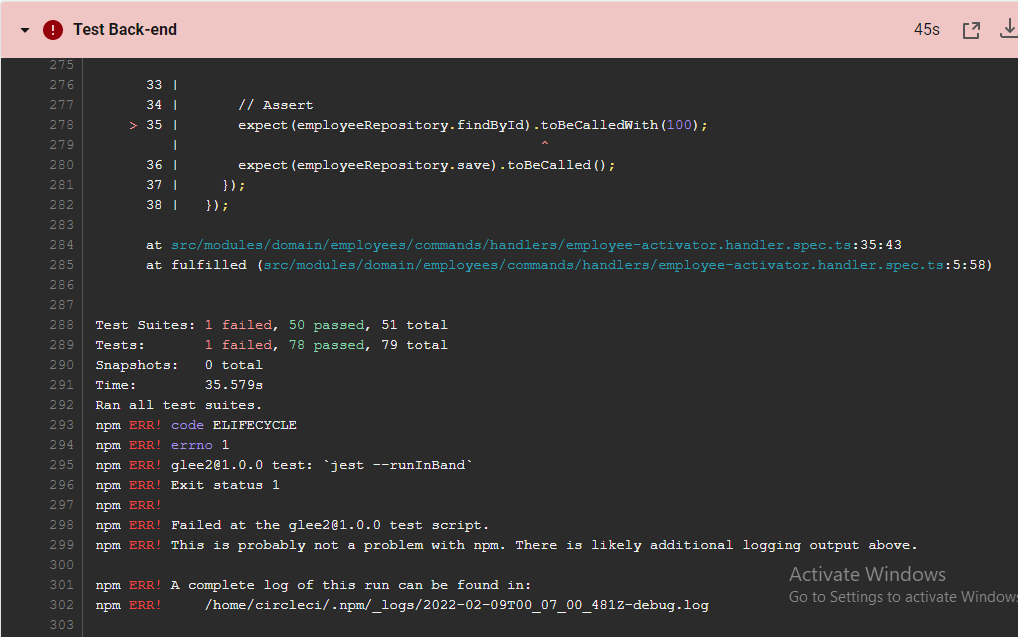 Test Back-end 45s
275
276 33 |
277 34 | // Assert
278 > 35 | expect(employeeRepository.findById).toBeCalledWith(100);
279 | ^
280 36 | expect(employeeRepository.save).toBeCalled();
281 37 | });
282 38 | });
283
284 at src/modules/domain/employees/commands/handlers/employee-activator.handler.spec.ts:35:43
285 at fulfilled (src/modules/domain/employees/commands/handlers/employee-activator.handler.spec.ts:5:58)
286
287
288 Test Suites: 1 failed, 50 passed, 51 total
289 Tests: 1 failed, 78 passed, 79 total
290 Snapshots: 0 total
291 Time: 35.579s
292 Ran all test suites.
293 npm ERR! code ELIFECYCLE
294 npm ERR! errno 1
295 npm ERR! glee2@1.0.0 test: `jest --runInBand`
296 npm ERR! Exit status 1
297 npm ERR!
298 npm ERR! Failed at the glee2@1.0.0 test script.
299 npm ERR! This is probably not a problem with npm. There is likely additional logging output above.
300
301 npm ERR! A complete log of this run can be found in:
302 npm ERR! /home/circleci/.npm/_logs/2022-02-09T00_07_00_481Z-debug.log
303
Activate Windows
Go to Settings to activate Windows